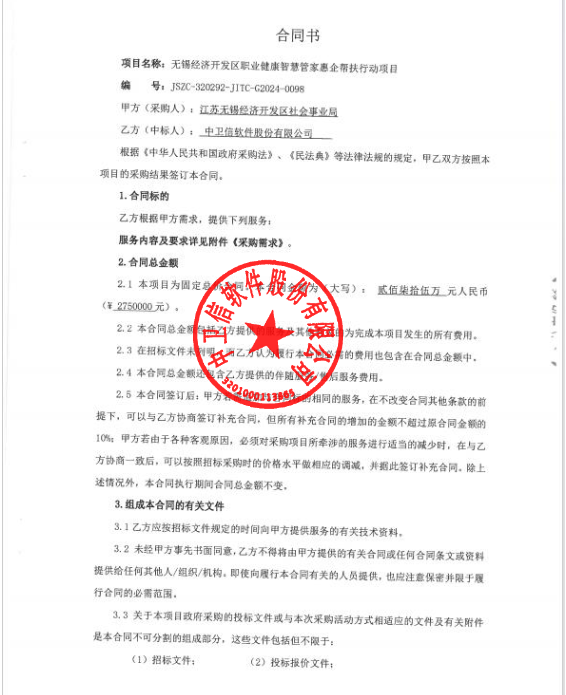 合同书
项目名称：无锡经济开发区职业健康智慧管家惠企帮扶行动项目
编　号：JSZC-320292-JITC-G2024-0098
甲方（采购人）：江苏无锡经济开发区社会事业局
乙方（中标人）：中卫信软件股份有限公司
根据《中华人民共和国政府采购法》、《民法典》等法律法规的规定，甲乙双方按照本
项目的采购结果签订本合同。
1.合同标的
乙方根据甲方需求，提供下列服务：
服务内容及要求详见附件《采购需求》。
2.合同总金额
2.1 本项目为固定总价合同，本合同金额为（大写）：贰佰柒拾伍万 元人民币
（¥ 2750000 元）。
2.2 本合同总金额包括乙方提供的服务及其他有关的为完成本项目发生的所有费用。
2.3 在招标文件未列明，而乙方认为履行本合同必需的费用也包含在合同总金额中。
2.4 本合同总金额还包含乙方提供的伴随服务/售后服务费用。
2.5 本合同签订后：甲方若 的相同的服务，在不改变合同其他条款的前
提下，可以与乙方协商签订补充合同，但所有补充合同的增加的金额不超过原合同金额的
10%；甲方若由于各种客观原因，必须对采购项目所牵涉的服务进行适当的减少时，在与乙
方协商一致后，可以按照招标采购时的价格水平做相应的调减，并据此签订补充合同。除上
述情况外，本合同执行期间合同总金额不变。
3.组成本合同的有关文件
3.1 乙方应按招标文件规定的时间向甲方提供服务的有关技术资料。
3.2 未经甲方事先书面同意，乙方不得将由甲方提供的有关合同或任何合同条文或资料
提供给任何其他人/组织/机构。即使向履行本合同有关的人员提供，也应注意保密并限于履
行合同的必需范围。
3.3 关于本项目政府采购的投标文件或与本次采购活动方式相适应的文件及有关附件
是本合同不可分割的组成部分，这些文件包括但不限于：
（1）招标文件；　（2）投标报价文件；
中卫信软件股份有限公司